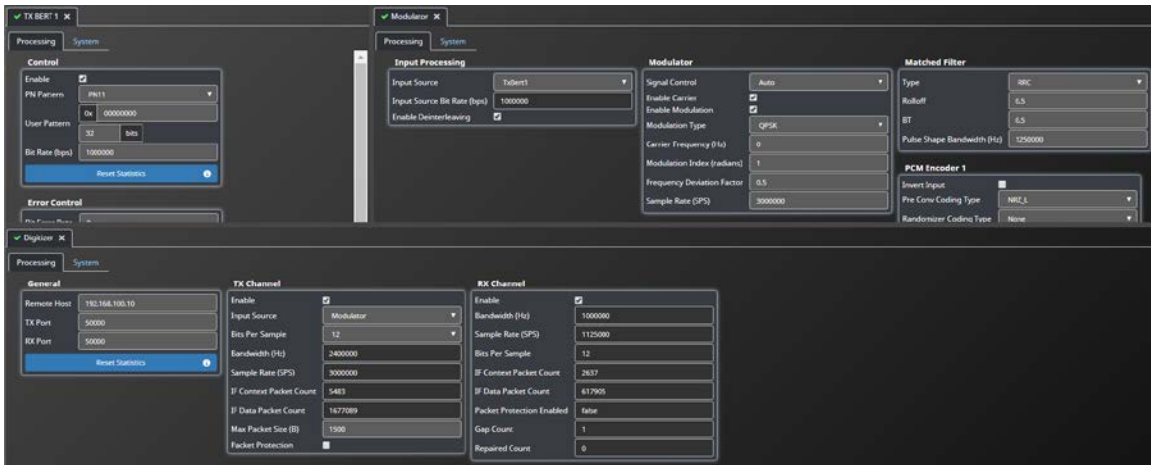 TX BERT 1 X
Processing System
Control
Enable
PN Pattern PN11
User Pattern 0x 00000000
32 bits
Bit Rate (bps) 1000000
Reset Statistics
Error Control
Bit Error Rate 0
Modulator X
Processing System
Input Processing
Input Source TxBert1
Input Source Bit Rate (bps) 1000000
Enable Deinterleaving
Modulator
Signal Control Auto
Enable Carrier
Enable Modulation
Modulation Type QPSK
Carrier Frequency (Hz) 0
Modulation Index (radians) 1
Frequency Deviation Factor 0.5
Sample Rate (SPS) 3000000
Matched Filter
Type RRC
Rolloff 0.5
BT 0.5
Pulse Shape Bandwidth (Hz) 1250000
PCM Encoder 1
Invert Input
Pre Conv Coding Type NRZ_L
Randomizer Coding Type None
Digitizer X
Processing System
General
Remote Host 192.168.100.10
TX Port 50000
RX Port 50000
Reset Statistics
TX Channel
Enable
Input Source Modulator
Bits Per Sample 12
Bandwidth (Hz) 2400000
Sample Rate (SPS) 3000000
IF Context Packet Count 5483
IF Data Packet Count 1677089
Max Packet Size (B) 1500
Packet Protection
RX Channel
Enable
Bandwidth (Hz) 1000000
Sample Rate (SPS) 1125000
Bits Per Sample 12
IF Context Packet Count 2637
IF Data Packet Count 617905
Packet Protection Enabled false
Gap Count 1
Repaired Count 0